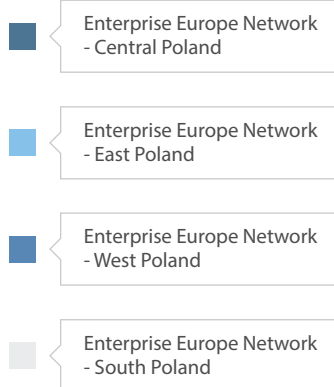 Enterprise Europe Network
- Central Poland
Enterprise Europe Network
- East Poland
Enterprise Europe Network
- West Poland
Enterprise Europe Network
- South Poland